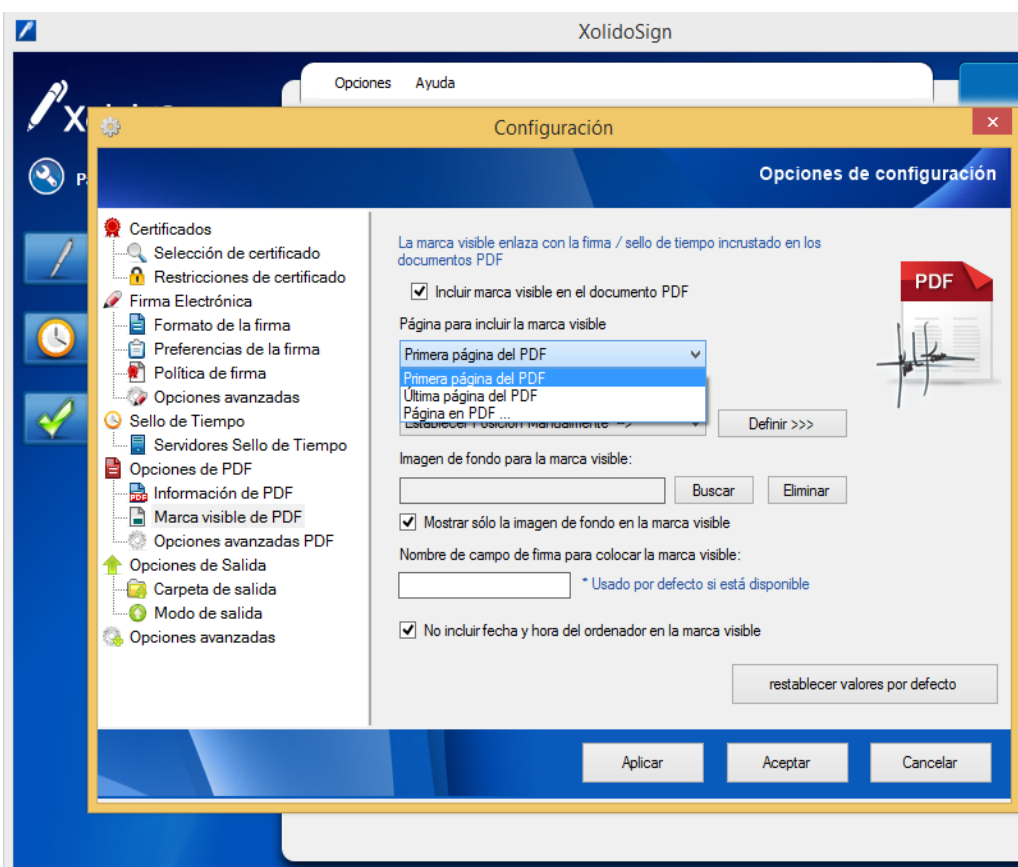 XolidoSign
Opciones Ayuda
Configuración
Opciones de configuración
Certificados
Selección de certificado
Restricciones de certificado
Firma Electrónica
Formato de la firma
Preferencias de la firma
Política de firma
Opciones avanzadas
Sello de Tiempo
Servidores Sello de Tiempo
Opciones de PDF
Información de PDF
Marca visible de PDF
Opciones avanzadas PDF
Opciones de Salida
Carpeta de salida
Modo de salida
Opciones avanzadas
La marca visible enlaza con la firma / sello de tiempo incrustado en los
documentos PDF
Incluir marca visible en el documento PDF
PDF
Página para incluir la marca visible
Primera página del PDF
Primera página del PDF
Última página del PDF
Página en PDF ...
Establecer Posición Manualmente -->
Definir >>>
Imagen de fondo para la marca visible:
Buscar
Eliminar
Mostrar sólo la imagen de fondo en la marca visible
Nombre de campo de firma para colocar la marca visible:
* Usado por defecto si está disponible
No incluir fecha y hora del ordenador en la marca visible
restablecer valores por defecto
Aplicar
Aceptar
Cancelar